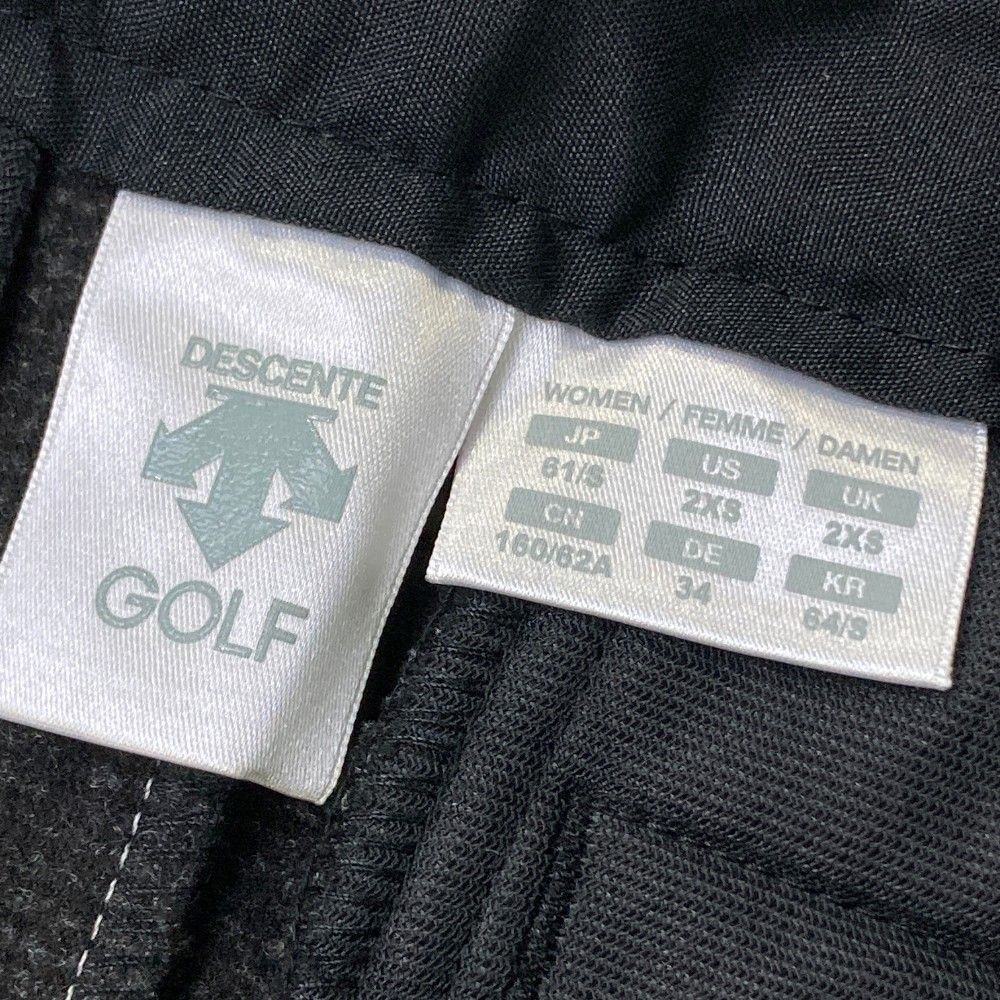 DESCENTE
GOLF
WOMEN / FEMME / DAMEN
JP US UK
61/S 2XS 2XS
CN DE KR
160/62A 34 64/S